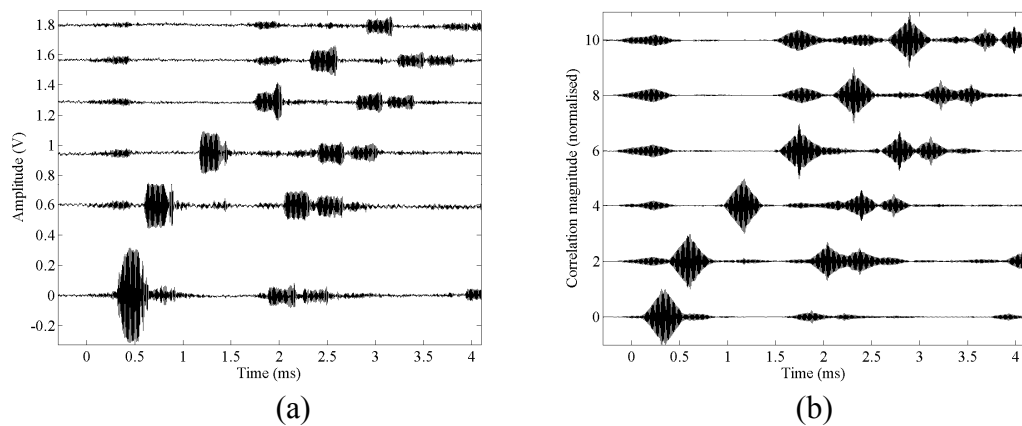 1.8
1.6
1.4
1.2
1
0.8
0.6
0.4
0.2
0
-0.2
Amplitude (V)
0 0.5 1 1.5 2 2.5 3 3.5 4
Time (ms)
(a)
10
8
6
4
2
0
Correlation magnitude (normalised)
0 0.5 1 1.5 2 2.5 3 3.5 4
Time (ms)
(b)